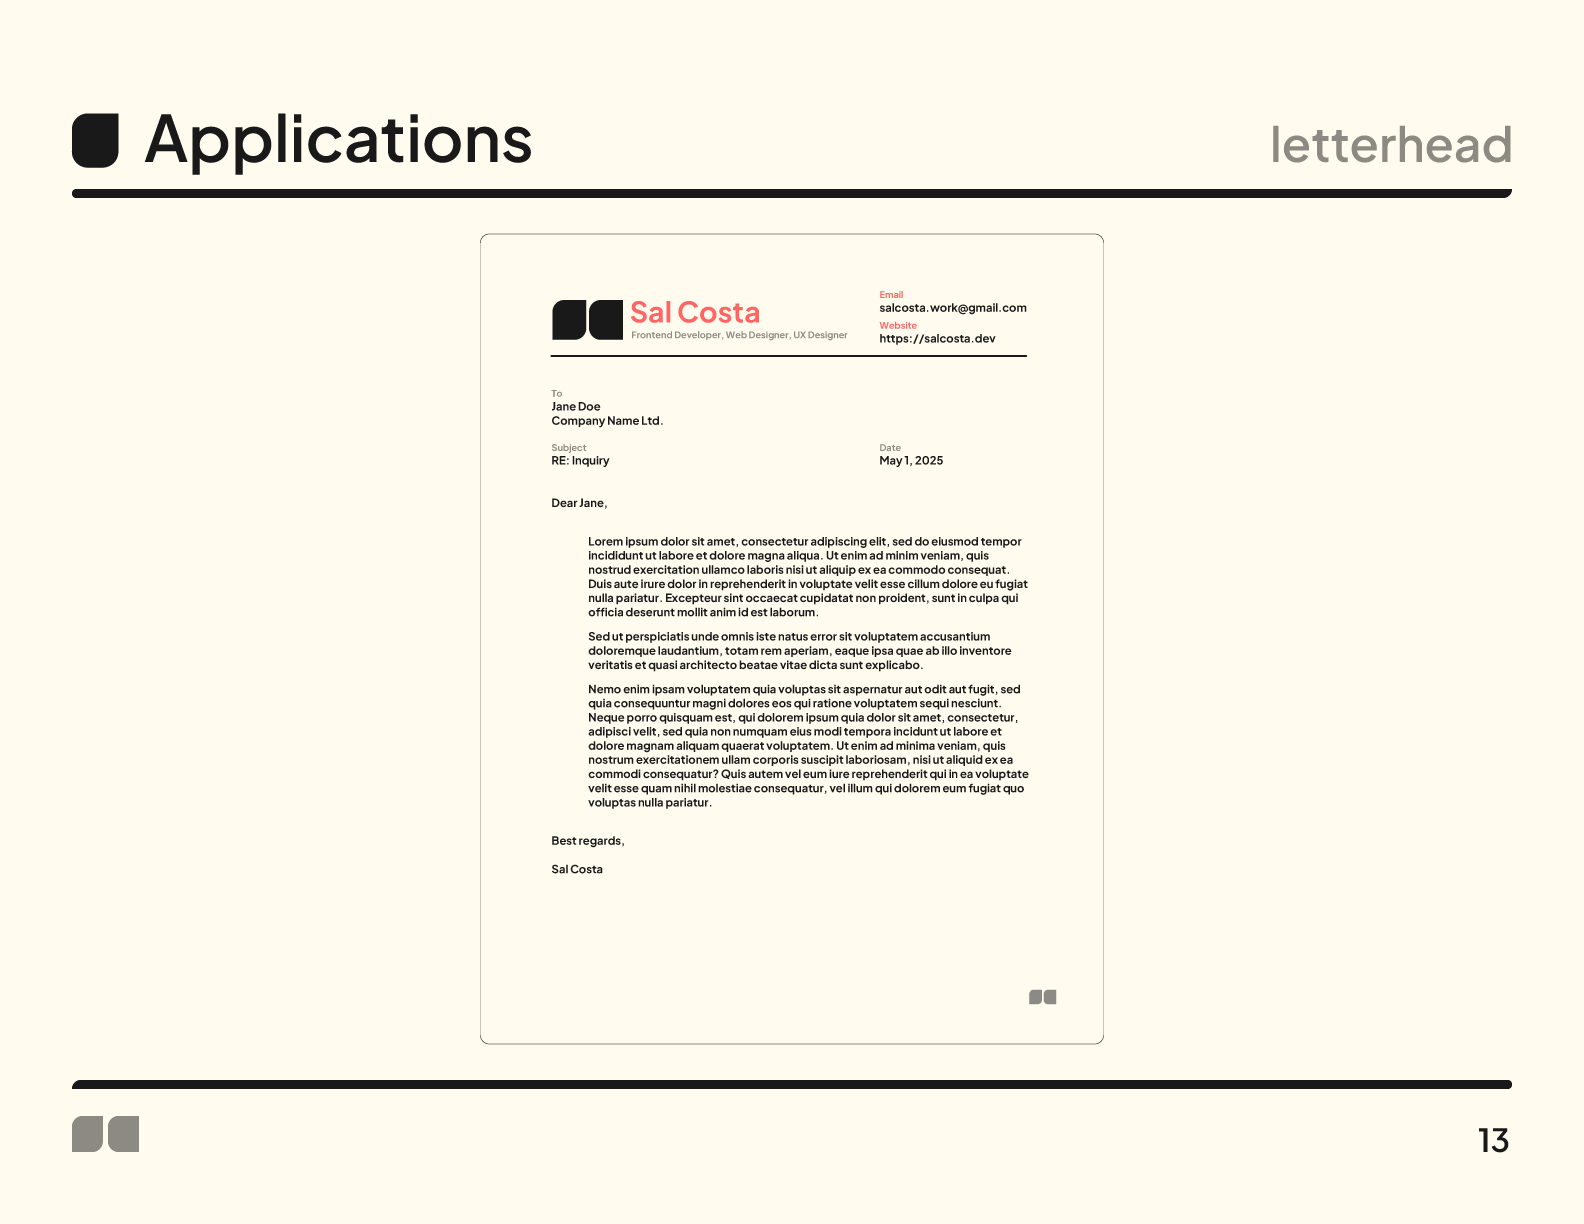 Applications
letterhead
Sal Costa
Frontend Developer, Web Designer, UX Designer
Email
salcosta.work@gmail.com
Website
https://salcosta.dev
To
Jane Doe
Company Name Ltd.
Subject
RE: Inquiry
Date
May 1, 2025
Dear Jane,
Lorem ipsum dolor sit amet, consectetur adipiscing elit, sed do eiusmod tempor
incididunt ut labore et dolore magna aliqua. Ut enim ad minim veniam, quis
nostrud exercitation ullamco laboris nisi ut aliquip ex ea commodo consequat.
Duis aute irure dolor in reprehenderit in voluptate velit esse cillum dolore eu fugiat
nulla pariatur. Excepteur sint occaecat cupidatat non proident, sunt in culpa qui
officia deserunt mollit anim id est laborum.
Sed ut perspiciatis unde omnis iste natus error sit voluptatem accusantium
doloremque laudantium, totam rem aperiam, eaque ipsa quae ab illo inventore
veritatis et quasi architecto beatae vitae dicta sunt explicabo.
Nemo enim ipsam voluptatem quia voluptas sit aspernatur aut odit aut fugit, sed
quia consequuntur magni dolores eos qui ratione voluptatem sequi nesciunt.
Neque porro quisquam est, qui dolorem ipsum quia dolor sit amet, consectetur,
adipisci velit, sed quia non numquam eius modi tempora incidunt ut labore et
dolore magnam aliquam quaerat voluptatem. Ut enim ad minima veniam, quis
nostrum exercitationem ullam corporis suscipit laboriosam, nisi ut aliquid ex ea
commodi consequatur? Quis autem vel eum iure reprehenderit qui in ea voluptate
velit esse quam nihil molestiae consequatur, vel illum qui dolorem eum fugiat quo
voluptas nulla pariatur.
Best regards,
Sal Costa
13